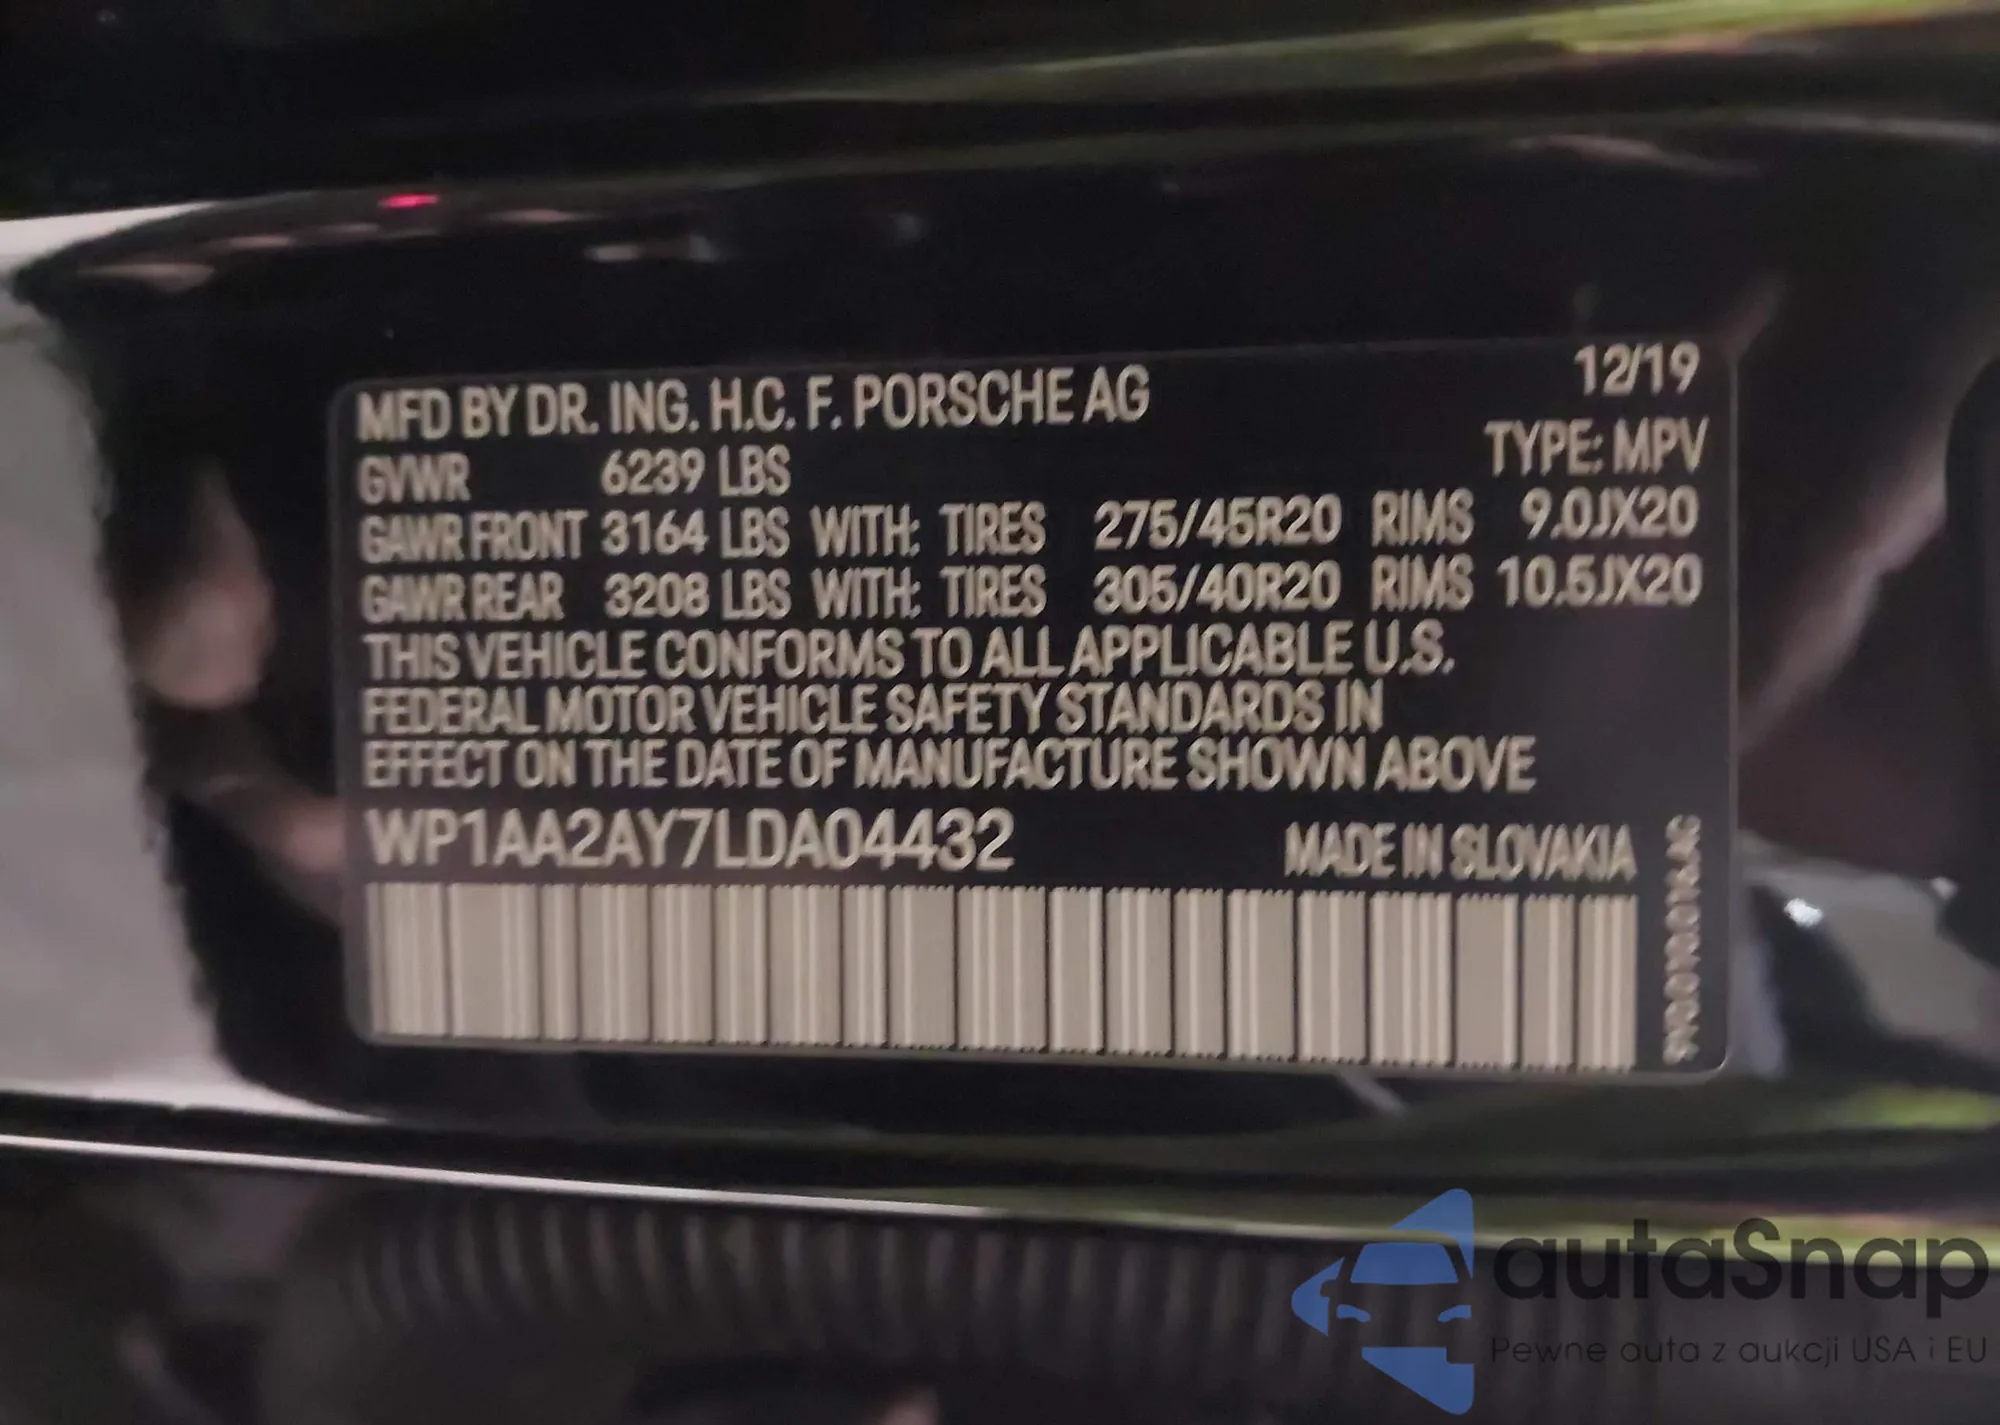 MFD BY DR. ING. H.C. F. PORSCHE AG 12/19
GVWR 6239 LBS TYPE: MPV
GAWR FRONT 3164 LBS WITH: TIRES 275/45R20 RIMS 9.0JX20
GAWR REAR 3208 LBS WITH: TIRES 305/40R20 RIMS 10.5JX20
THIS VEHICLE CONFORMS TO ALL APPLICABLE U.S.
FEDERAL MOTOR VEHICLE SAFETY STANDARDS IN
EFFECT ON THE DATE OF MANUFACTURE SHOWN ABOVE
WP1AA2AY7LDA04432 MADE IN SLOVAKIA
autaSnap
Pewne auta z aukcji USA i EU